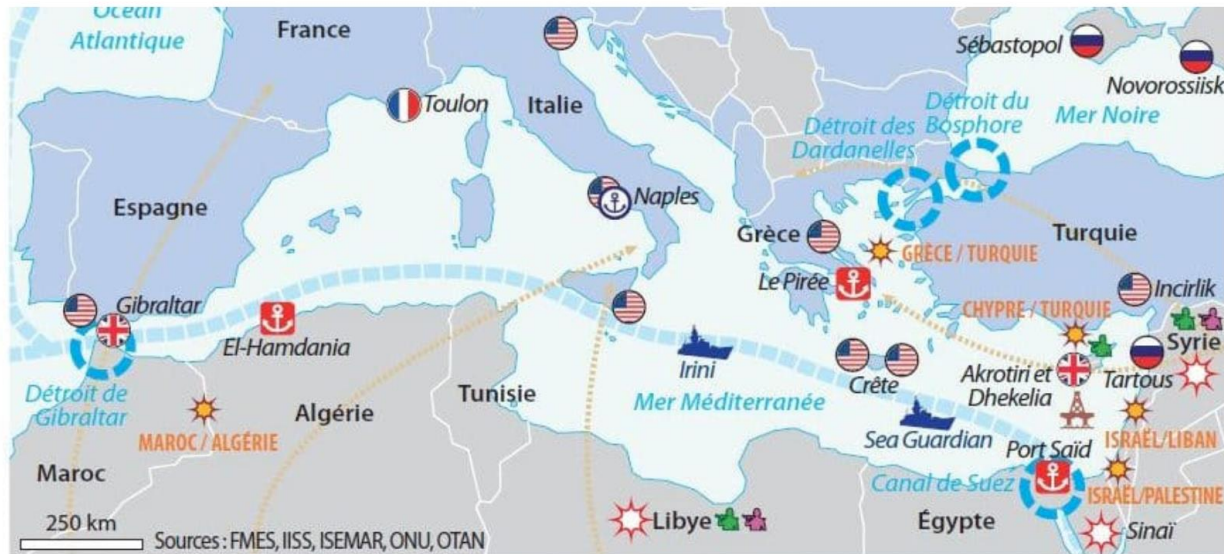 Océan
Atlantique
France
Sébastopol
Novorossiisk
Toulon
Italie
Détroit du
Bosphore
Mer Noire
Détroit des
Dardanelles
Espagne
Naples
Grèce
Turquie
GRÈCE / TURQUIE
Le Pirée
Incirlik
Gibraltar
CHYPRE / TURQUIE
El-Hamdania
Syrie
Irini
Crête
Akrotiri et
Dhekelia
Tartous
Détroit de
Gibraltar
Tunisie
Mer Méditerranée
Algérie
MAROC / ALGÉRIE
Sea Guardian
ISRAËL/LIBAN
Port Saïd
Maroc
Canal de Suez
ISRAËL/PALESTINE
250 km
Libye
Égypte
Sinaï
Sources : FMES, IISS, ISEMAR, ONU, OTAN